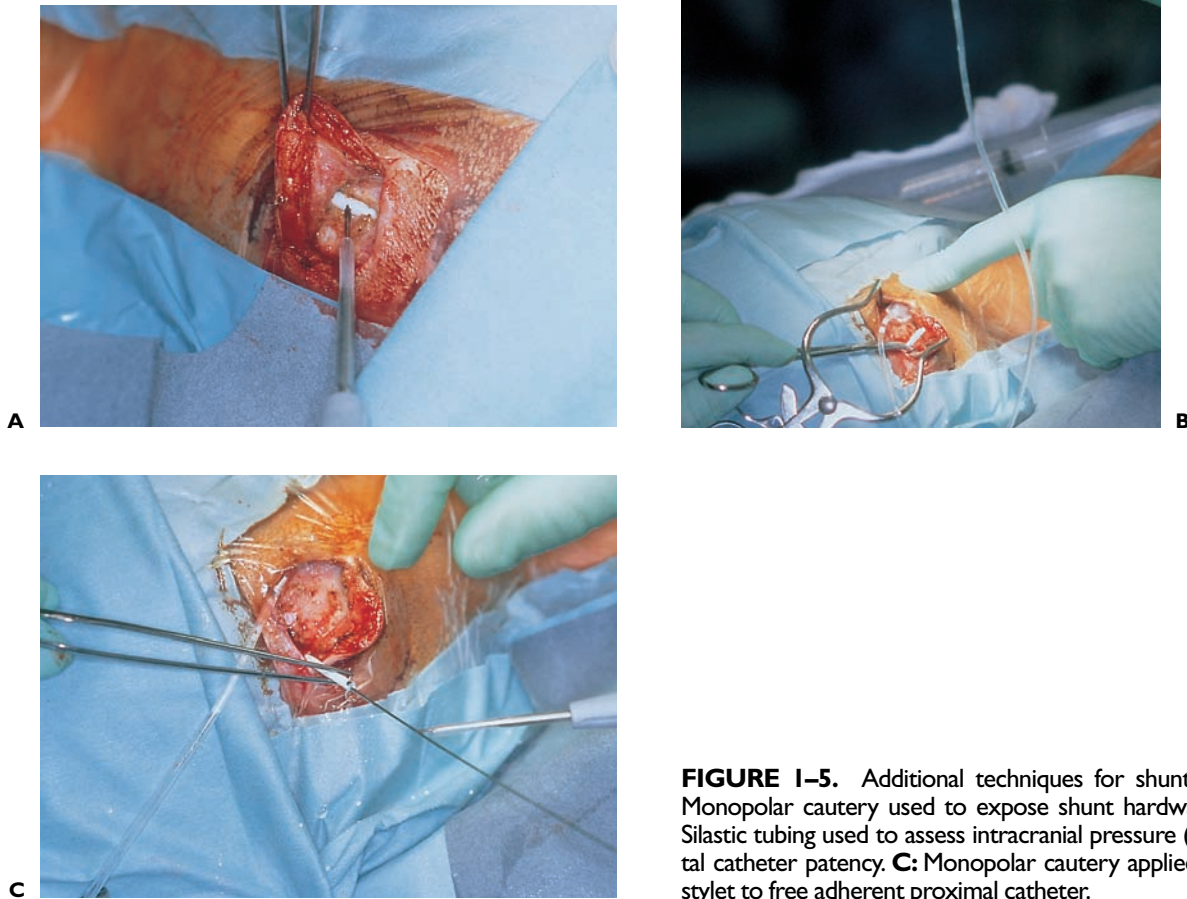 A
B
C
FIGURE 1–5. Additional techniques for shunt
Monopolar cautery used to expose shunt hardw
Silastic tubing used to assess intracranial pressure (
tal catheter patency. C: Monopolar cautery applied
stylet to free adherent proximal catheter.